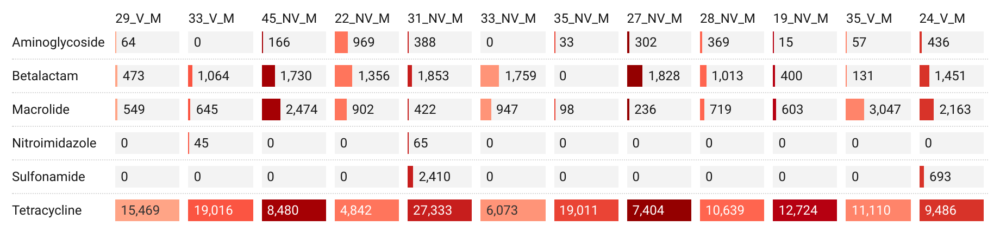 29_V_M 33_V_M 45_NV_M 22_NV_M 31_NV_M 33_NV_M 35_NV_M 27_NV_M 28_NV_M 19_NV_M 35_V_M 24_V_M
Aminoglycoside 64 0 166 969 388 0 33 302 369 15 57 436
Betalactam 473 1,064 1,730 1,356 1,853 1,759 0 1,828 1,013 400 131 1,451
Macrolide 549 645 2,474 902 422 947 98 236 719 603 3,047 2,163
Nitroimidazole 0 45 0 0 65 0 0 0 0 0 0 0
Sulfonamide 0 0 0 0 2,410 0 0 0 0 0 0 693
Tetracycline 15,469 19,016 8,480 4,842 27,333 6,073 19,011 7,404 10,639 12,724 11,110 9,486